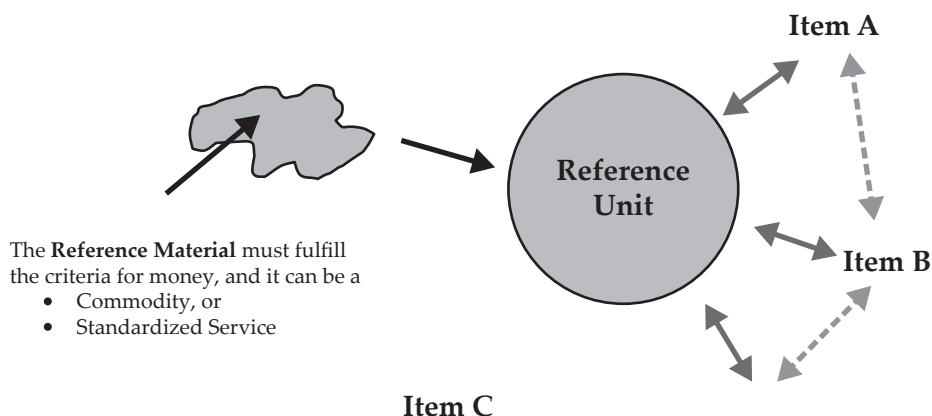 Item A
Reference
Unit
The Reference Material must fulfill
the criteria for money, and it can be a
• Commodity, or
• Standardized Service
Item B
Item C